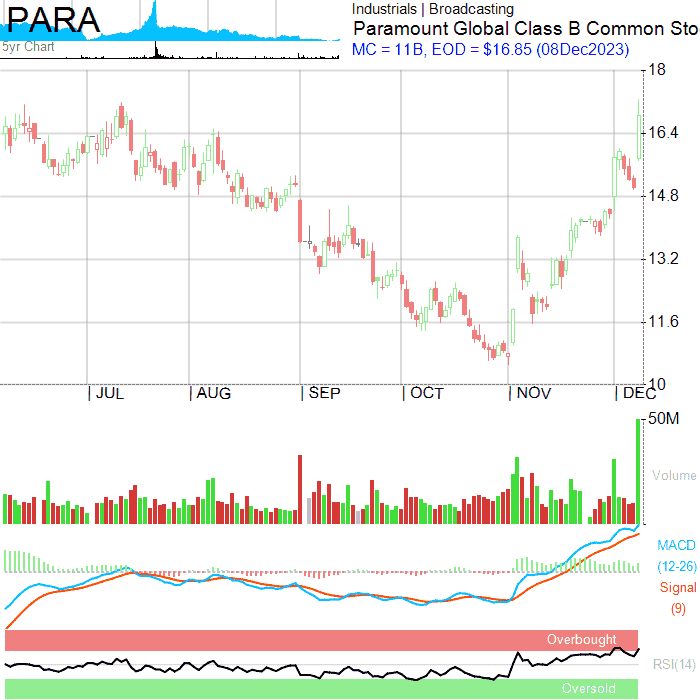 PARA
5yr Chart
Industrials | Broadcasting
Paramount Global Class B Common Sto
MC = 11B, EOD = $16.85 (08Dec2023)
18
16.4
14.8
13.2
11.6
10
JUL AUG SEP OCT NOV DEC
50M
Volume
MACD
(12-26)
Signal
(9)
Overbought
RSI(14)
Oversold